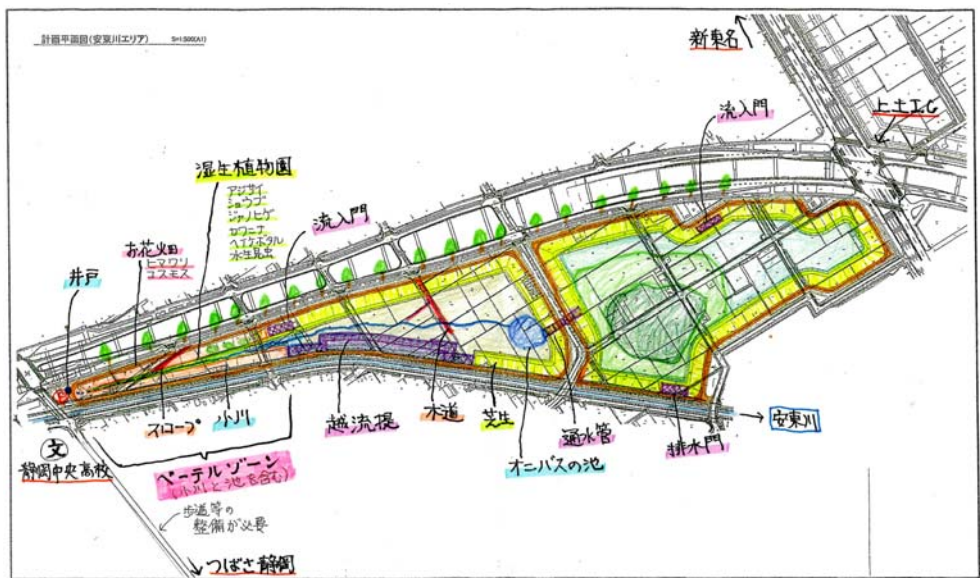 計画平面図(安東川エリア) S=1:500(A1)
新東名
上土I.C
流入門
湿生植物園
アジサイ
ショウブ
ジャノヒゲ
カワニナ
ヘイケボタル
水生昆虫
流入門
お花畑
ヒマワリ
コスモス
井戸
スロープ
小川
越流提
木道
芝生
オニバスの池
通水管
排水門
安東川
文
静岡中央高校
ベーテルゾーン
(小川と池を含む)
歩道等の
整備が必要
つばさ静岡